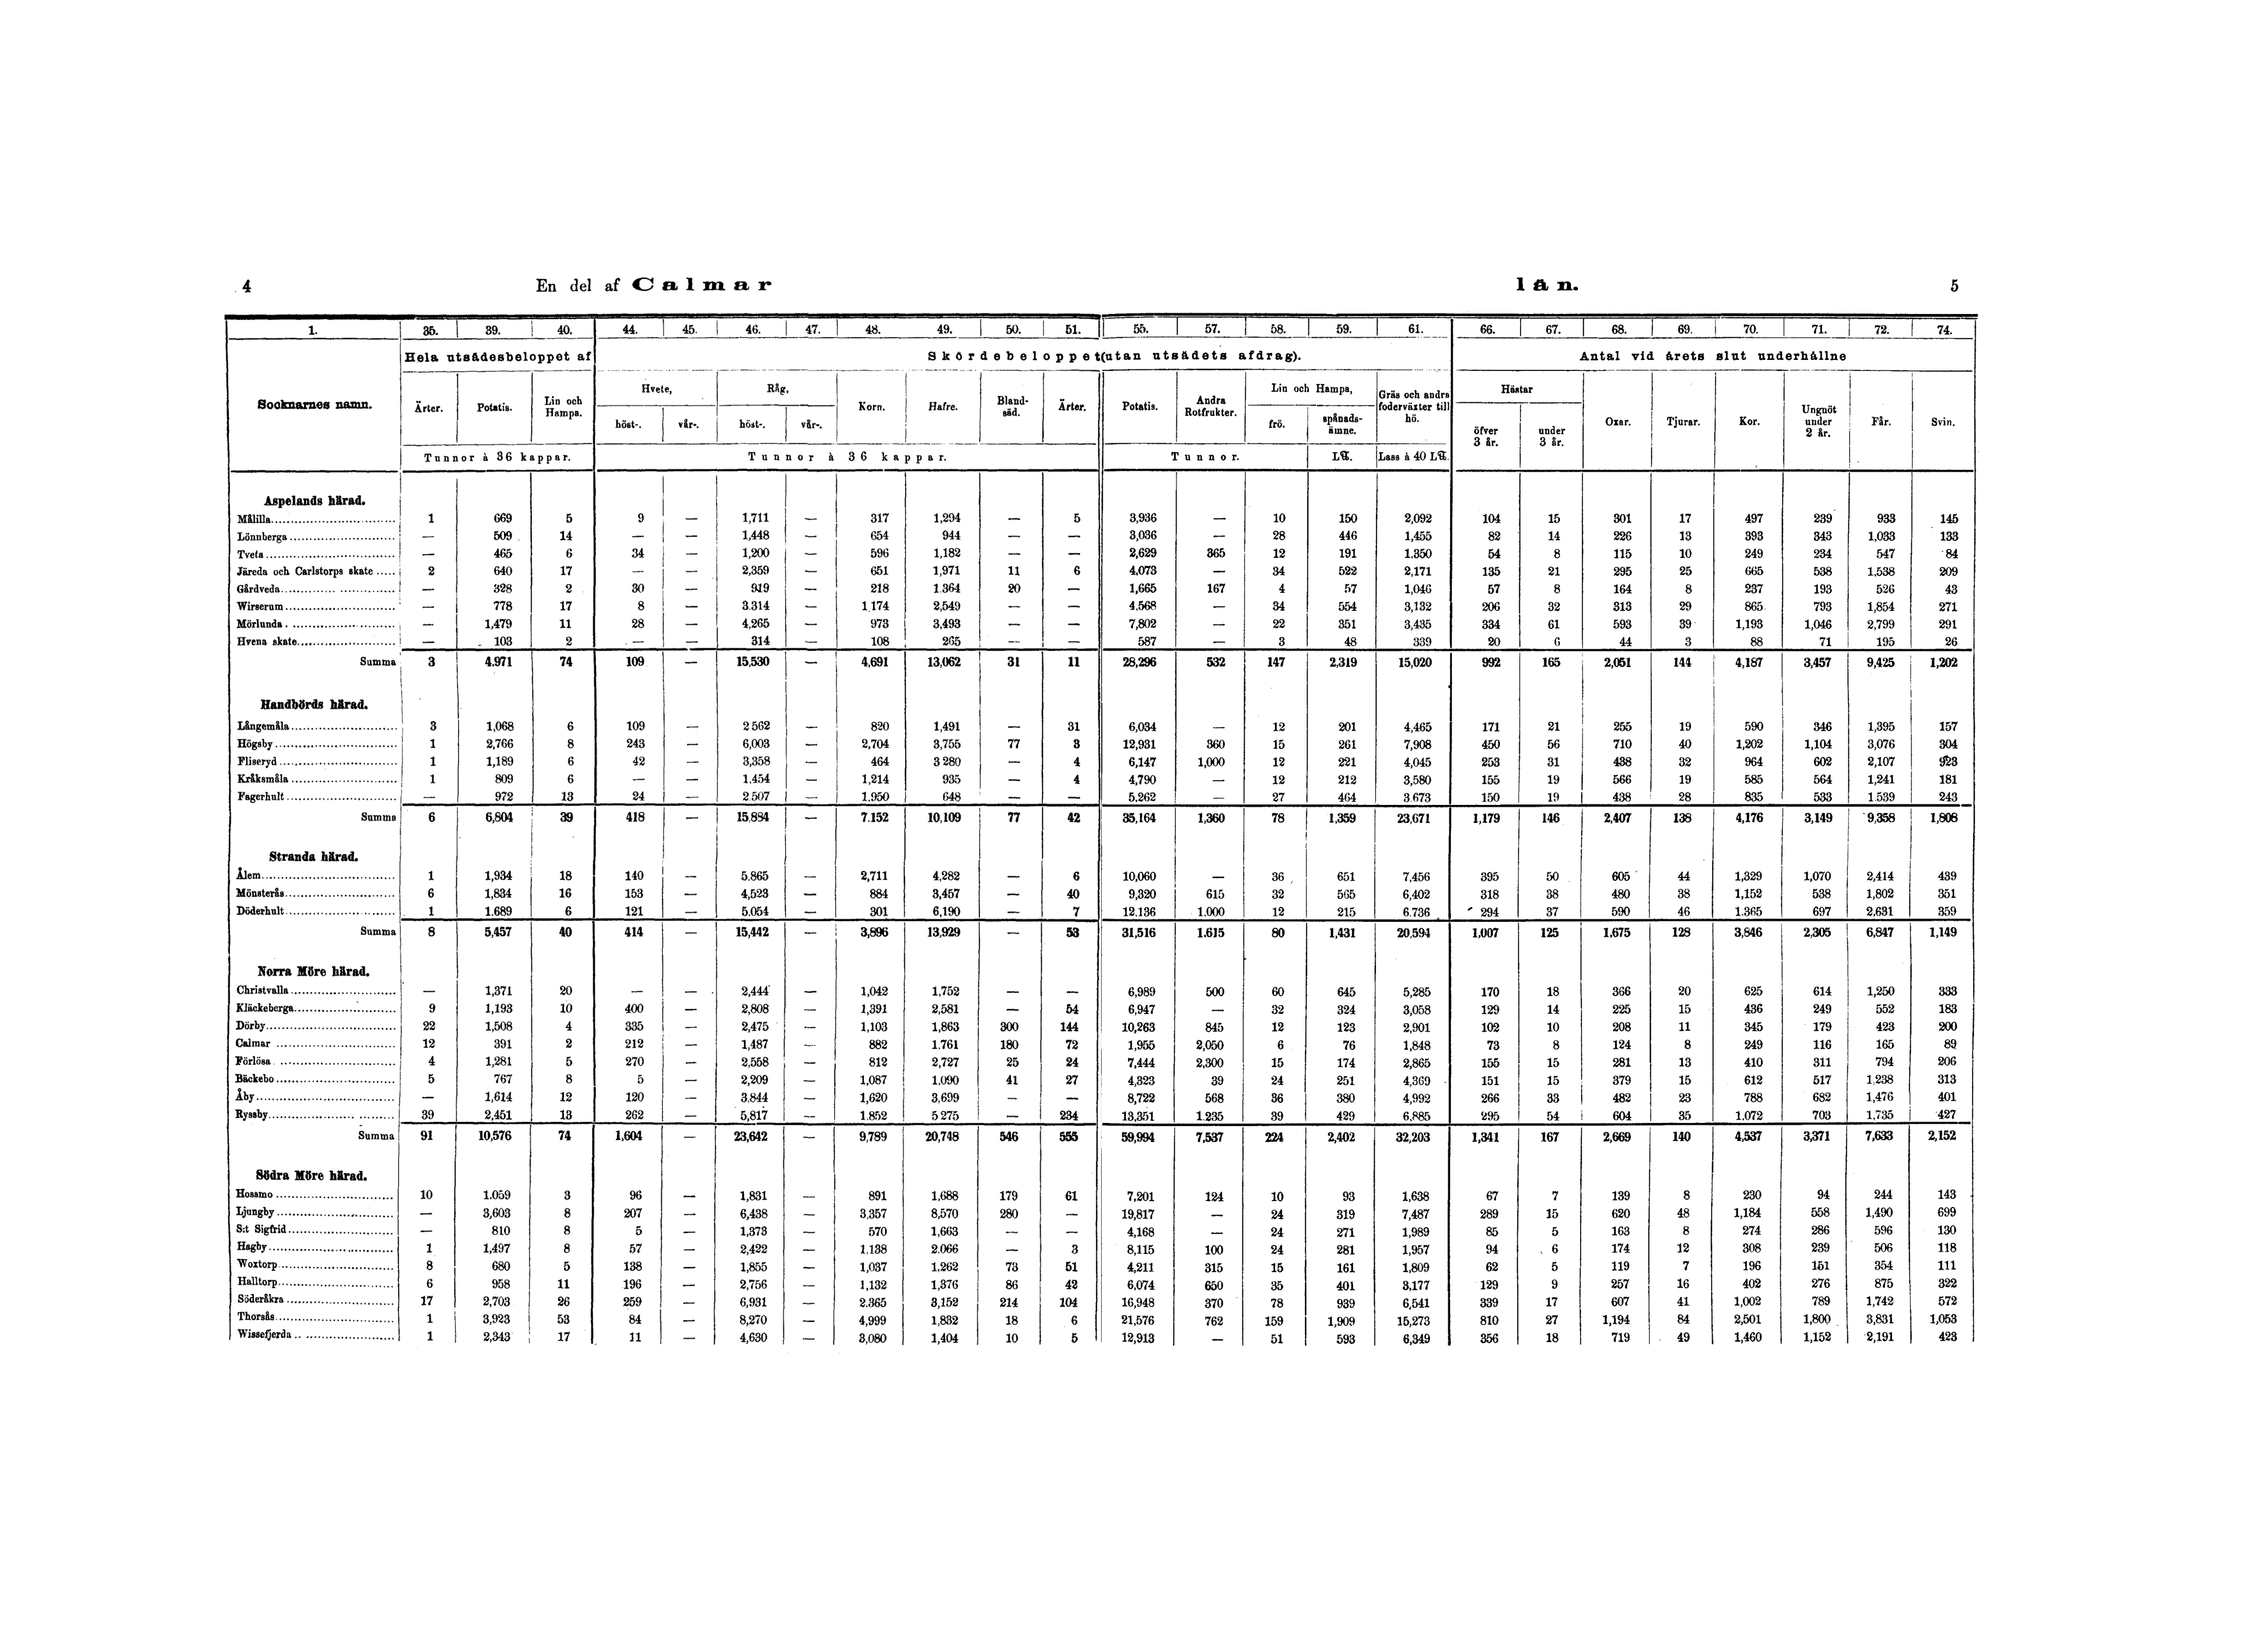 4 En del af Calmar län. 5
1. 35. 39. 40. 44. 45. 46. 47. 48. 49. 50. 51. 55. 57. 58. 59. 61. 66. 67. 68. 69. 70. 71. 72. 74.
Hela utsädesbeloppet af Skördebeloppet (utan utsädets afdrag). Antal vid årets slut underhållne
Socknarnes namn. Ärter. Potatis. Lin och Hampa. Hvete, höst-. vår-. Råg, höst-. vår-. Korn. Hafre. Bland-säd. Ärter. Potatis. Andra Rotfrukter. Lin och Hampa, frö. spånads-ämne. Gräs och andra foderväxter till hö. Hästar öfver 3 år. under 3 år. Oxar. Tjurar. Kor. Ungnöt under 2 år. Får. Svin.
Tunnor à 36 kappar. Tunnor à 36 kappar. Tunnor. L℔. Lass à 40 L℔.
Aspelands härad.
Målilla 1 669 5 9 — 1,711 — 317 1,294 — 5 3,936 — 10 150 2,092 104 15 301 17 497 239 933 145
Lönnberga — 509 14 — — 1,448 — 654 944 — — 3,036 — 28 446 1,455 82 14 226 13 393 343 1,033 133
Tveta — 465 6 34 — 1,200 — 596 1,182 — — 2,629 365 12 191 1.350 54 8 115 10 249 234 547 84
Järeda och Carlstorps skate 2 640 17 — — 2,359 — 651 1,971 11 6 4,073 — 34 522 2,171 135 21 295 25 665 538 1,538 209
Gårdveda — 328 2 30 — 919 — 218 1.364 20 — 1,665 167 4 57 1,046 57 8 164 8 237 193 526 43
Wirserum — 778 17 8 — 3.314 — 1 174 2,549 — — 4.568 — 34 554 3,132 206 32 313 29 865 793 1,854 271
Mörlunda — 1,479 11 28 — 4,265 — 973 3,493 — — 7,802 — 22 351 3,435 334 61 593 39 1,193 1,046 2,799 291
Hvena skate — 103 2 — — 314 — 108 265 — — 587 — 3 48 339 20 6 44 3 88 71 195 26
Summa 3 4.971 74 109 — 15,530 — 4,691 13,062 31 11 28,296 532 147 2,319 15,020 992 165 2,051 144 4,187 3,457 9,425 1,202
Handbörds härad.
Långemåla 3 1,068 6 109 — 2 562 — 820 1,491 — 31 6,034 — 12 201 4,465 171 21 255 19 590 346 1,395 157
Högsby 1 2,766 8 243 — 6,003 — 2,704 3,755 77 3 12,931 360 15 261 7,908 450 56 710 40 1,202 1,104 3,076 304
Fliseryd 1 1,189 6 42 — 3,358 — 464 3 280 — 4 6,147 1,000 12 221 4,045 253 31 438 32 964 602 2,107 923
Kråksmåla 1 809 6 — — 1,454 — 1,214 935 — 4 4,790 — 12 212 3,580 155 19 566 19 585 564 1,241 181
Fagerhult — 972 13 24 — 2.507 — 1.950 648 — — 5.262 — 27 464 3.673 150 19 438 28 835 533 1.539 243
Summa 6 6,804 39 418 — 15,884 — 7.152 10,109 77 42 35,164 1,360 78 1,359 23,671 1,179 146 2,407 138 4,176 3,149 9,358 1,808
Stranda härad.
Ålem 1 1,934 18 140 — 5,865 — 2,711 4,282 — 6 10,060 — 36 651 7,456 395 50 605 44 1,329 1,070 2,414 439
Mönsterås 6 1,834 16 153 — 4,523 — 884 3,457 — 40 9,320 615 32 565 6,402 318 38 480 38 1,152 538 1,802 351
Döderhult 1 1.689 6 121 — 5.054 — 301 6,190 — 7 12.136 1.000 12 215 6.736 294 37 590 46 1.365 697 2,631 359
Summa 8 5,457 40 414 — 15,442 — 3,896 13,929 — 53 31,516 1.615 80 1,431 20,594 1,007 125 1,675 128 3,846 2,305 6,847 1,149
Norra Möre härad.
Christvalla — 1,371 20 — — 2,444 — 1,042 1,752 — — 6,989 500 60 645 5,285 170 18 366 20 625 614 1,250 333
Kläckeberga 9 1,193 10 400 — 2,808 — 1,391 2,581 — 54 6,947 — 32 324 3,058 129 14 225 15 436 249 552 183
Dörby 22 1,508 4 335 — 2,475 — 1,103 1,863 300 144 10,263 845 12 123 2,901 102 10 208 11 345 179 423 200
Calmar 12 391 2 212 — 1,487 — 882 1.761 180 72 1,955 2,050 6 76 1,848 73 8 124 8 249 116 165 89
Förlösa 4 1,281 5 270 — 2,558 — 812 2,727 25 24 7,444 2,300 15 174 2,865 155 15 281 13 410 311 794 206
Bäckebo 5 767 8 5 — 2,209 — 1,087 1.090 41 27 4,323 39 24 251 4,369 151 15 379 15 612 517 1,238 313
Åby — 1,614 12 120 — 3.844 — 1,620 3,699 — — 8,722 568 36 380 4,992 266 33 482 23 788 682 1,476 401
Ryssby 39 2,451 13 262 — 5,817 — 1.852 5 275 — 234 13,351 1 235 39 429 6.885 295 54 604 35 1.072 703 1,735 427
Summa 91 10,576 74 1,604 — 23,642 — 9,789 20,748 546 555 59,994 7,537 224 2,402 32,203 1,341 167 2,669 140 4,537 3,371 7,633 2,152
Södra Möre härad.
Hossmo 10 1.059 3 96 — 1,831 — 891 1,688 179 61 7,201 124 10 93 1,638 67 7 139 8 230 94 244 143
Ljungby — 3,603 8 207 — 6,438 — 3,357 8,570 280 — 19,817 — 24 319 7,487 289 15 620 48 1,184 558 1,490 699
S:t Sigfrid — 810 8 5 — 1,373 — 570 1,663 — — 4,168 — 24 271 1,989 85 5 163 8 274 286 596 130
Hagby 1 1,497 8 57 — 2,422 — 1,138 2.066 — 3 8,115 100 24 281 1,957 94 6 174 12 308 239 506 118
Woxtorp 8 680 5 138 — 1,855 — 1,037 1.262 73 51 4,211 315 15 161 1,809 62 5 119 7 196 151 354 111
Halltorp 6 958 11 196 — 2,756 — 1,132 1,376 86 42 6,074 650 35 401 3,177 129 9 257 16 402 276 875 322
Söderåkra 17 2,703 26 259 — 6,931 — 2.365 3,152 214 104 16,948 370 78 939 6,541 339 17 607 41 1,002 789 1,742 572
Thorsås 1 3,923 53 84 — 8,270 — 4,999 1,832 18 6 21,576 762 159 1,909 15,273 810 27 1,194 84 2,501 1,800 3,831 1,053
Wissefjerda 1 2,343 17 11 — 4,630 — 3,080 1,404 10 5 12,913 — 51 593 6,349 356 18 719 49 1,460 1,152 2,191 423